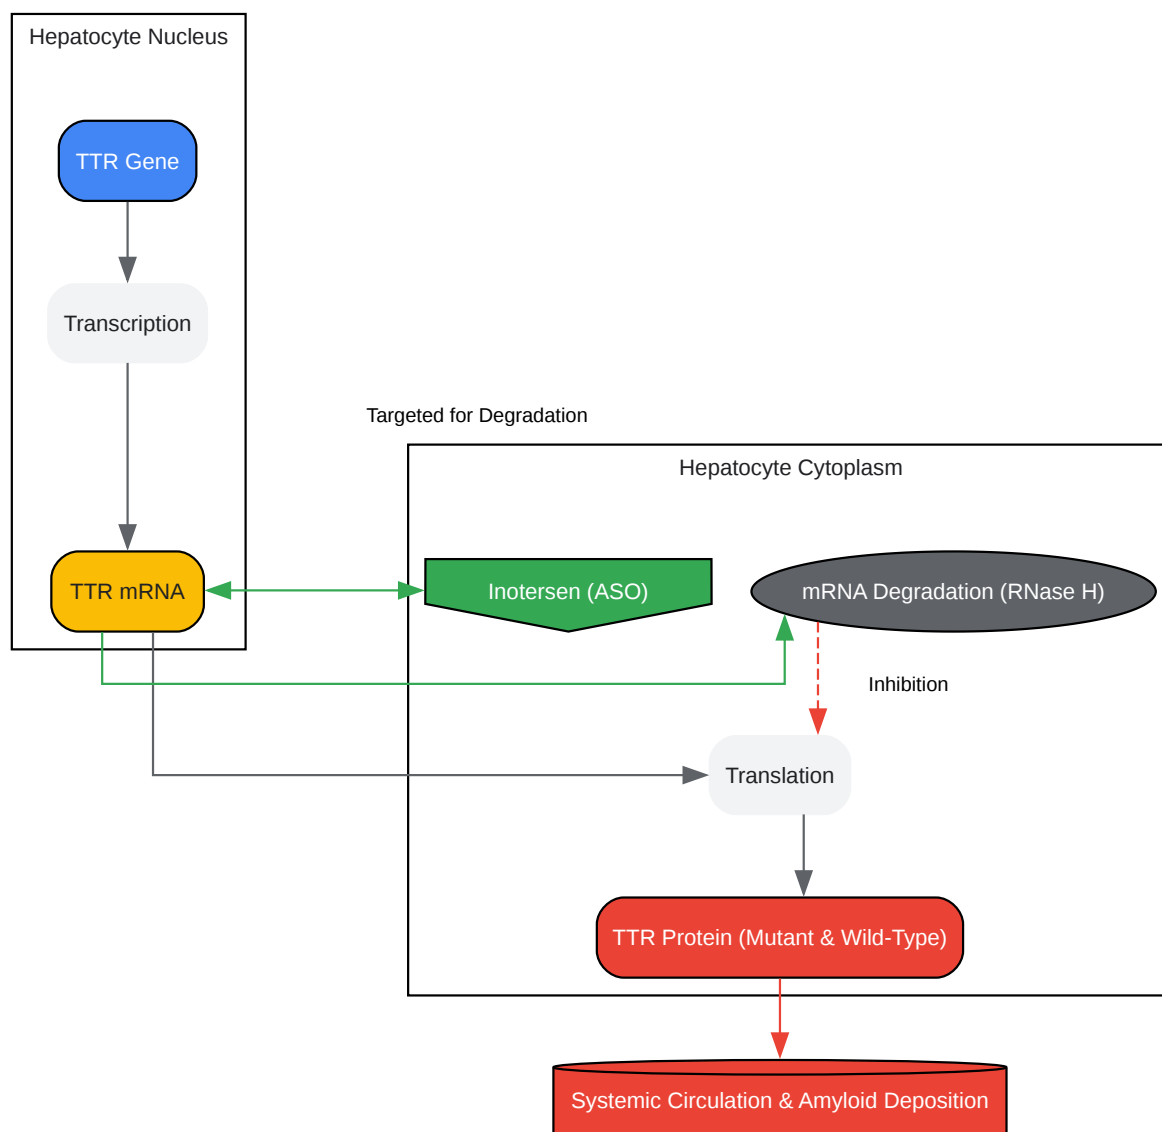 Hepatocyte Nucleus
TTR Gene
Transcription
Targeted for Degradation
Hepatocyte Cytoplasm
TTR mRNA
Inotersen (ASO)
mRNA Degradation (RNase H)
Inhibition
Translation
TTR Protein (Mutant & Wild-Type)
Systemic Circulation & Amyloid Deposition